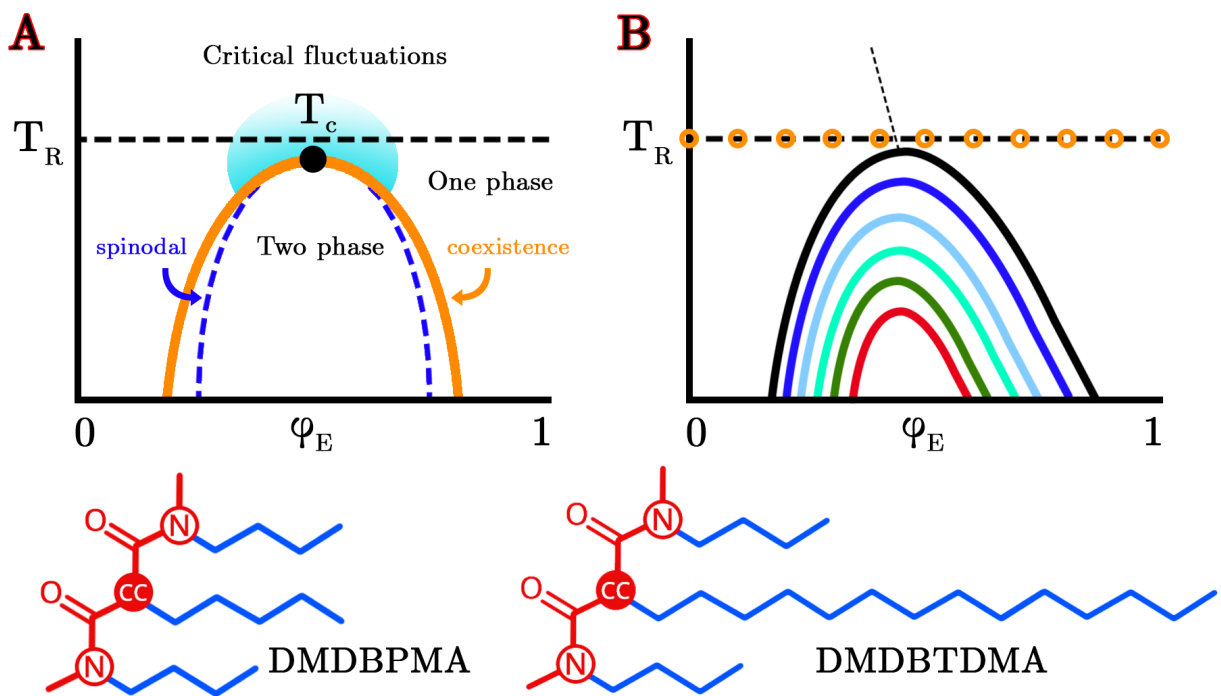 A
Critical fluctuations
T_c
T_R
One phase
spinodal
Two phase
coexistence
0
φ_E
1
B
T_R
0
φ_E
1
O
N
O
CC
N
DMDBPMA
O
N
O
CC
N
DMDBTDMA